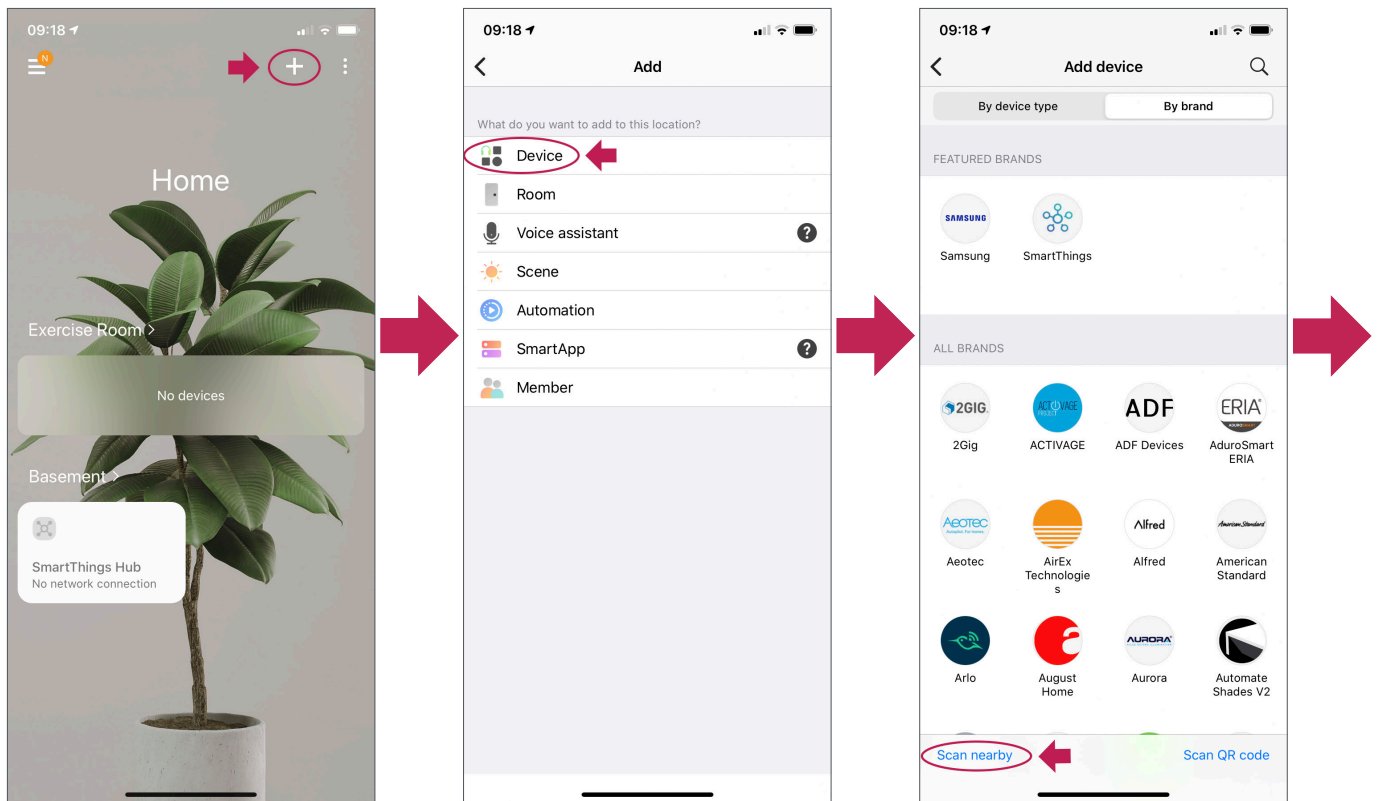 09:18
N
Home
Exercise Room >
No devices
Basement >
SmartThings Hub
No network connection
09:18
Add
What do you want to add to this location?
Device
Room
Voice assistant
?
Scene
Automation
SmartApp
?
Member
09:18
Add device
By device type
By brand
FEATURED BRANDS
SAMSUNG
Samsung
SmartThings
ALL BRANDS
2GIG
ADF
ERIA
2Gig
ACTIVAGE
ADF Devices
AduroSmart
ERIA
AEOTEC
Alfred
American Standard
Aeotec
AirEx
Technologie
s
Alfred
American
Standard
a
AURORA
Arlo
August
Home
Aurora
Automate
Shades V2
Scan nearby
Scan QR code